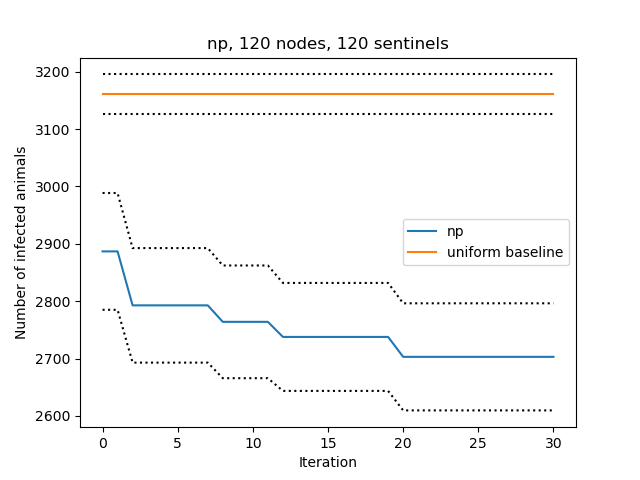 np, 120 nodes, 120 sentinels
Number of infected animals
3200
3100
3000
2900
2800
2700
2600
np
uniform baseline
0
5
10
15
20
25
30
Iteration